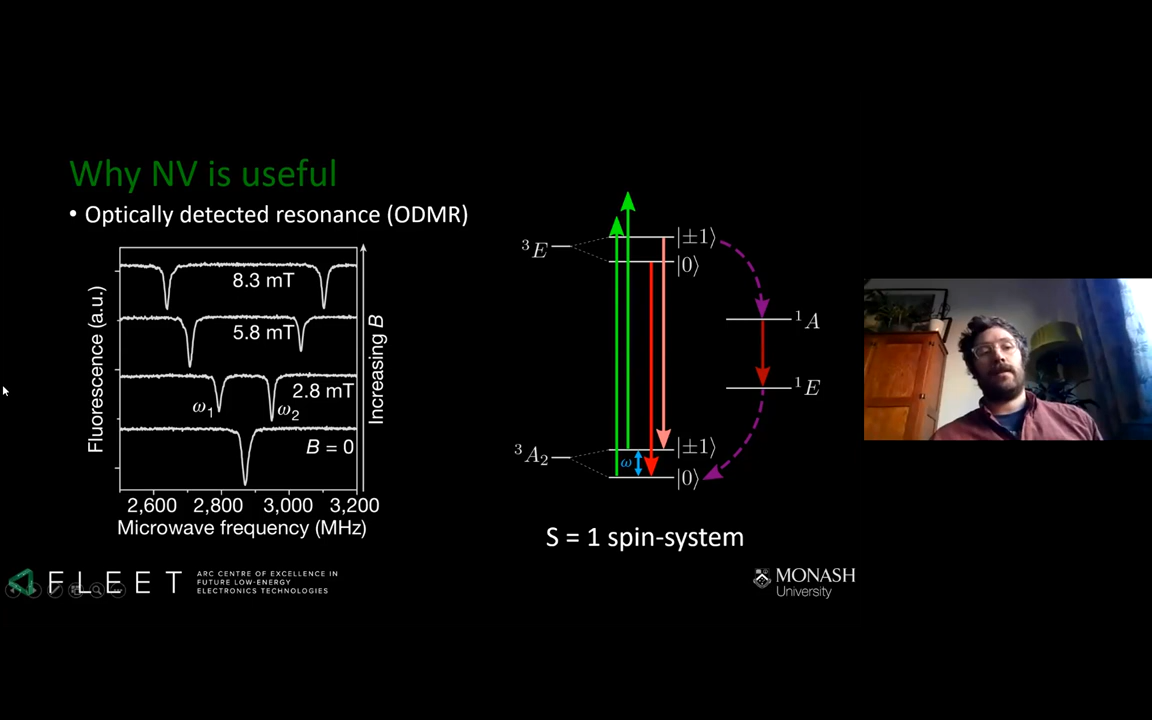 Why NV is useful
• Optically detected resonance (ODMR)
Fluorescence (a.u.)
8.3 mT
5.8 mT
2.8 mT
ω1
ω2
B = 0
Increasing B
2,600 2,800 3,000 3,200
Microwave frequency (MHz)
³E
|±1⟩
|0⟩
¹A
¹E
³A₂
|±1⟩
ω
|0⟩
S = 1 spin-system
FLEET
ARC CENTRE OF EXCELLENCE IN
FUTURE LOW-ENERGY
ELECTRONICS TECHNOLOGIES
MONASH
University